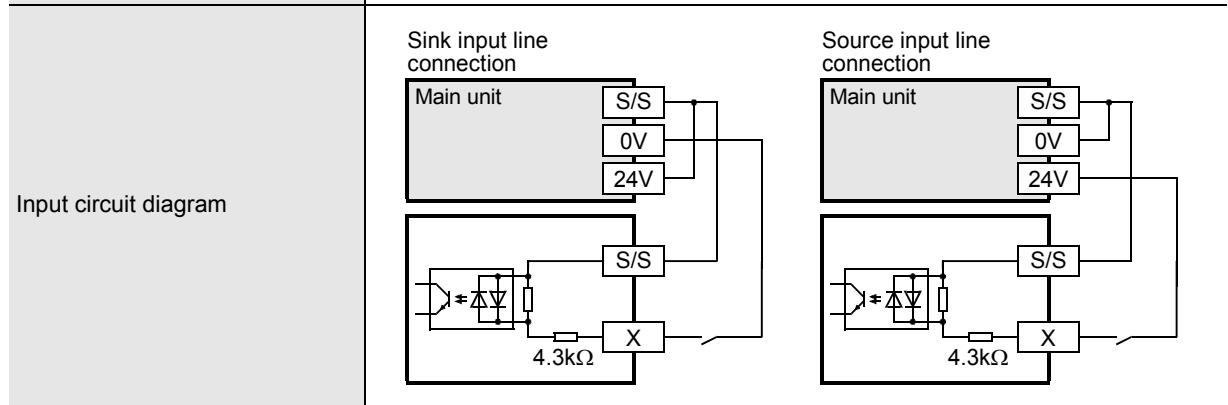 Input circuit diagram
Sink input line
connection
Main unit
S/S
0V
24V
S/S
X
4.3kΩ
Source input line
connection
Main unit
S/S
0V
24V
S/S
X
4.3kΩ